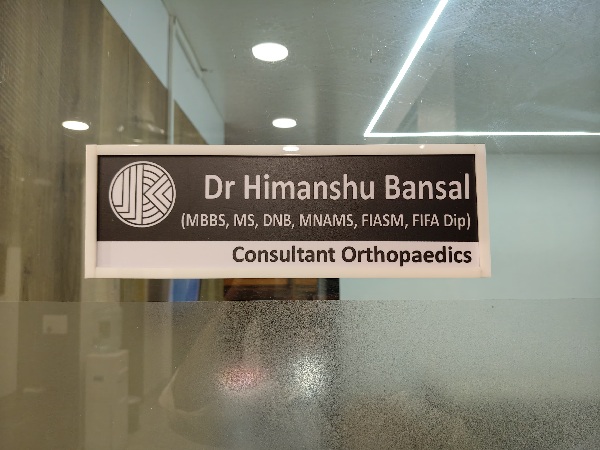 Dr Himanshu Bansal
(MBBS, MS, DNB, MNAMS, FIASM, FIFA Dip)
Consultant Orthopaedics